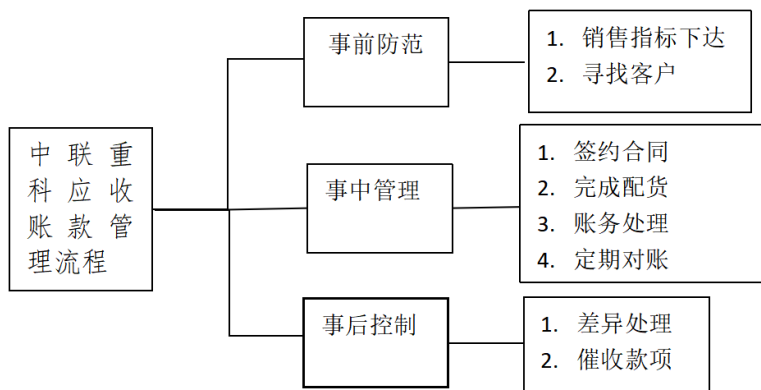 中联重
科应收
账款管
理流程
事前防范
1. 销售指标下达
2. 寻找客户
事中管理
1. 签约合同
2. 完成配货
3. 账务处理
4. 定期对账
事后控制
1. 差异处理
2. 催收款项